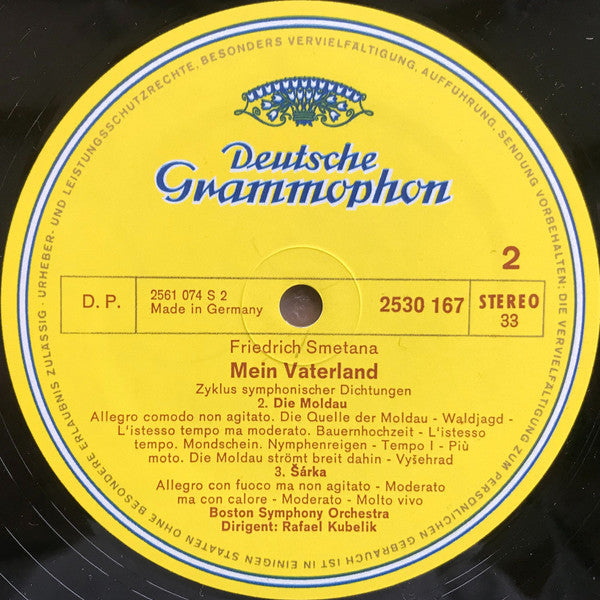 URHEBER- UND LEISTUNGSSCHUTZRECHTE, BESONDERS VERVIELFÄLTIGUNG, AUFFÜHRUNG, SENDUNG VORBEHALTEN; DIE VERVIELFÄLTIGUNG ZUM PERSÖNLICHEN GEBRAUCH IST IN EINIGEN STAATEN OHNE BESONDERE ERLAUBNIS ZULÄSSIG ·
Deutsche
Grammophon
2
D. P.
2561 074 S 2
Made in Germany
2530 167
STEREO
33
Friedrich Smetana
Mein Vaterland
Zyklus symphonischer Dichtungen
2. Die Moldau
Allegro comodo non agitato. Die Quelle der Moldau - Waldjagd -
L'istesso tempo ma moderato. Bauernhochzeit - L'istesso
tempo. Mondschein. Nymphenreigen - Tempo I - Più
moto. Die Moldau strömt breit dahin - Vyšehrad
3. Šárka
Allegro con fuoco ma non agitato - Moderato
ma con calore - Moderato - Molto vivo
Boston Symphony Orchestra
Dirigent: Rafael Kubelik